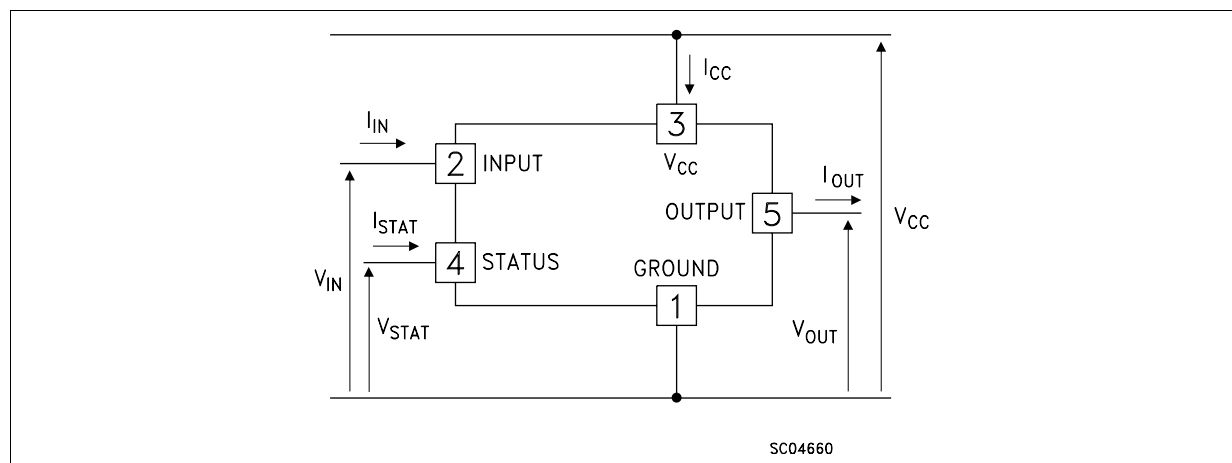 I_CC
3
V_CC
I_IN
2 INPUT
I_OUT
OUTPUT 5
V_CC
I_STAT
4 STATUS
GROUND
1
V_IN
V_STAT
V_OUT
SC04660